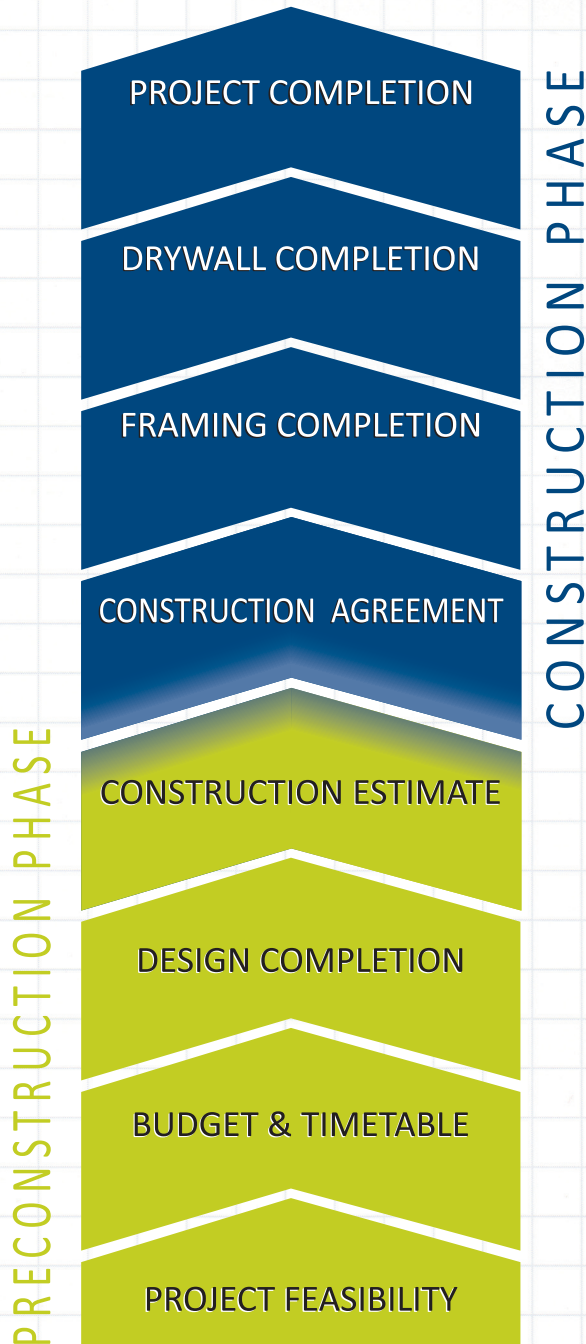 PROJECT COMPLETION
DRYWALL COMPLETION
FRAMING COMPLETION
CONSTRUCTION AGREEMENT
CONSTRUCTION PHASE
CONSTRUCTION ESTIMATE
DESIGN COMPLETION
BUDGET & TIMETABLE
PROJECT FEASIBILITY
PRECONSTRUCTION PHASE